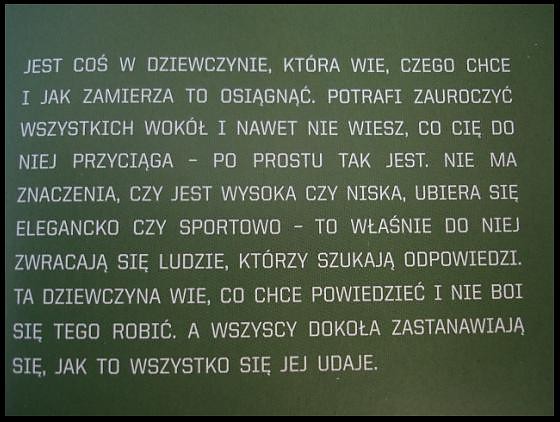 JEST COŚ W DZIEWCZYNIE, KTÓRA WIE, CZEGO CHCE
I JAK ZAMIERZA TO OSIĄGNĄĆ. POTRAFI ZAUROCZYĆ
WSZYSTKICH WOKÓŁ I NAWET NIE WIESZ, CO CIĘ DO
NIEJ PRZYCIĄGA – PO PROSTU TAK JEST. NIE MA
ZNACZENIA, CZY JEST WYSOKA CZY NISKA, UBIERA SIĘ
ELEGANCKO CZY SPORTOWO – TO WŁAŚNIE DO NIEJ
ZWRACAJĄ SIĘ LUDZIE, KTÓRZY SZUKAJĄ ODPOWIEDZI.
TA DZIEWCZYNA WIE, CO CHCE POWIEDZIEĆ I NIE BOI
SIĘ TEGO ROBIĆ. A WSZYSCY DOKOŁA ZASTANAWIAJĄ
SIĘ, JAK TO WSZYSTKO SIĘ JEJ UDAJE.